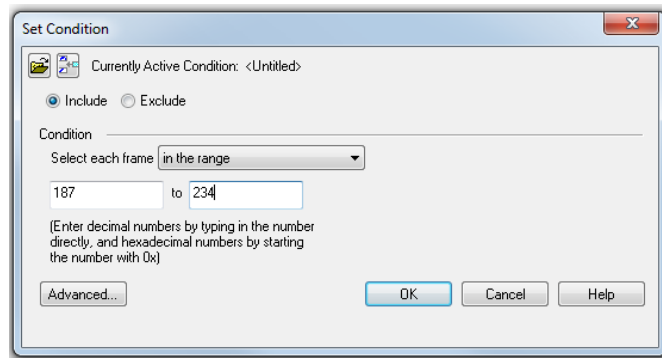 Set Condition
Currently Active Condition: <Untitled>
Include Exclude
Condition
Select each frame in the range
187 to 234
(Enter decimal numbers by typing in the number
directly, and hexadecimal numbers by starting
the number with 0x)
Advanced... OK Cancel Help